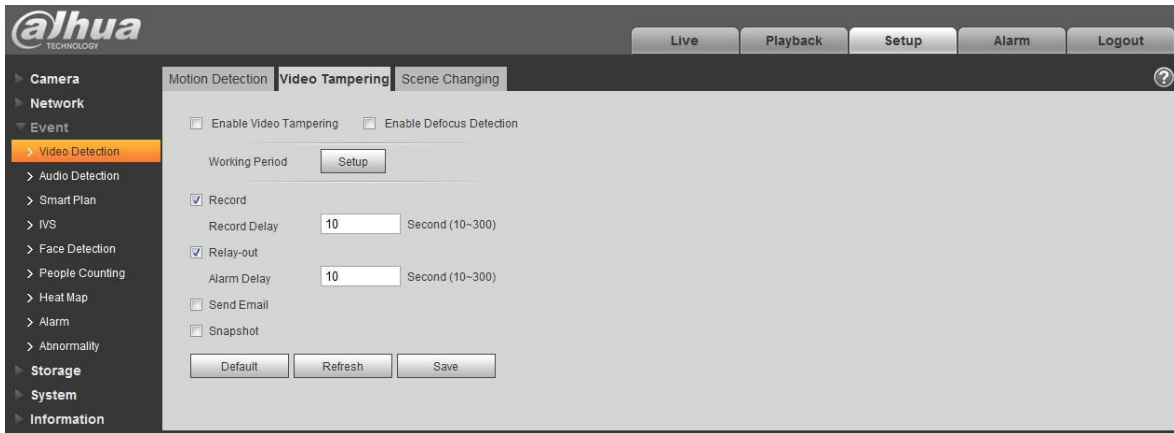 alhua
TECHNOLOGY
Live Playback Setup Alarm Logout
Camera
Network
Event
Video Detection
Audio Detection
Smart Plan
IVS
Face Detection
People Counting
Heat Map
Alarm
Abnormality
Storage
System
Information
Motion Detection Video Tampering Scene Changing
?
Enable Video Tampering Enable Defocus Detection
Working Period Setup
Record
Record Delay 10 Second (10~300)
Relay-out
Alarm Delay 10 Second (10~300)
Send Email
Snapshot
Default Refresh Save